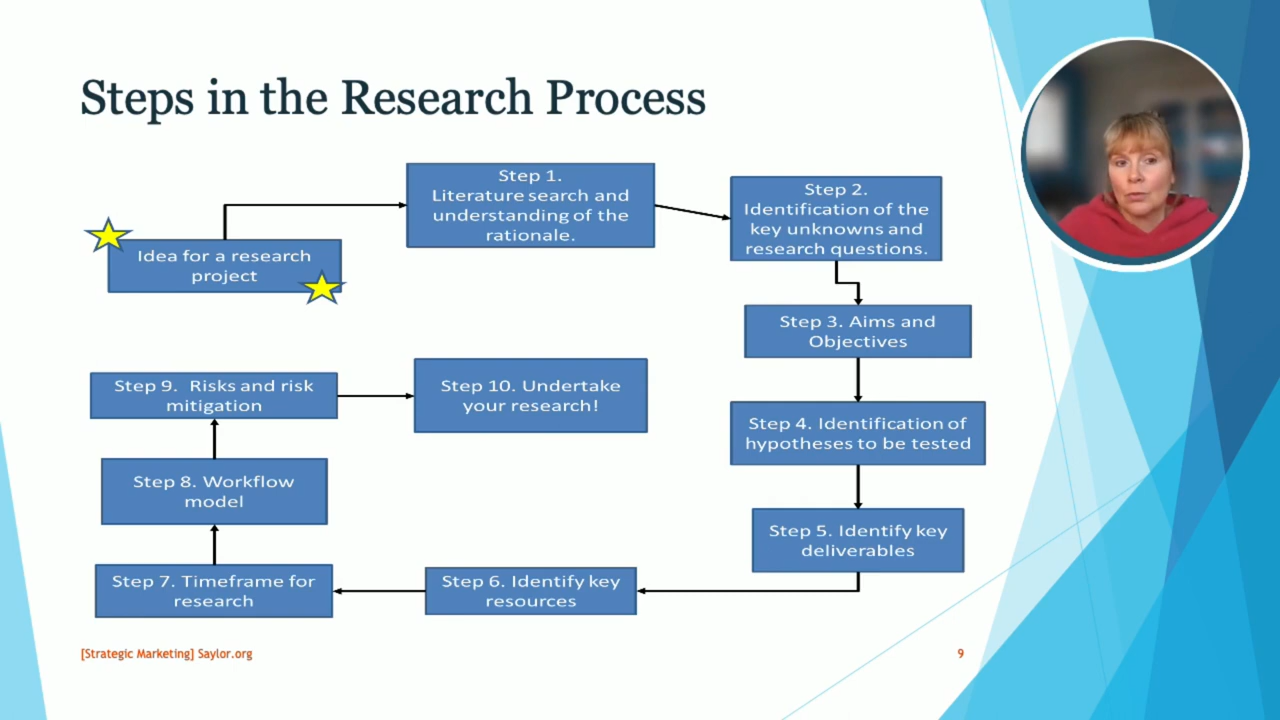 Steps in the Research Process
Idea for a research
project
Step 1.
Literature search and
understanding of the
rationale.
Step 2.
Identification of the
key unknowns and
research questions.
Step 3. Aims and
Objectives
Step 4. Identification of
hypotheses to be tested
Step 5. Identify key
deliverables
Step 6. Identify key
resources
Step 7. Timeframe for
research
Step 8. Workflow
model
Step 9. Risks and risk
mitigation
Step 10. Undertake
your research!
[Strategic Marketing] Saylor.org
9